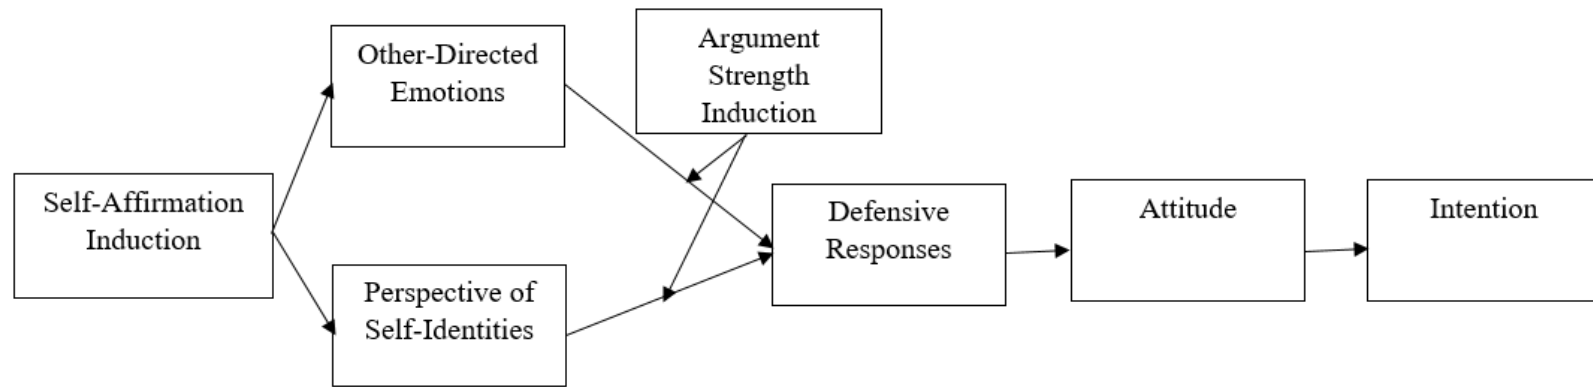 Self-Affirmation
Induction
Other-Directed
Emotions
Perspective of
Self-Identities
Argument
Strength
Induction
Defensive
Responses
Attitude
Intention